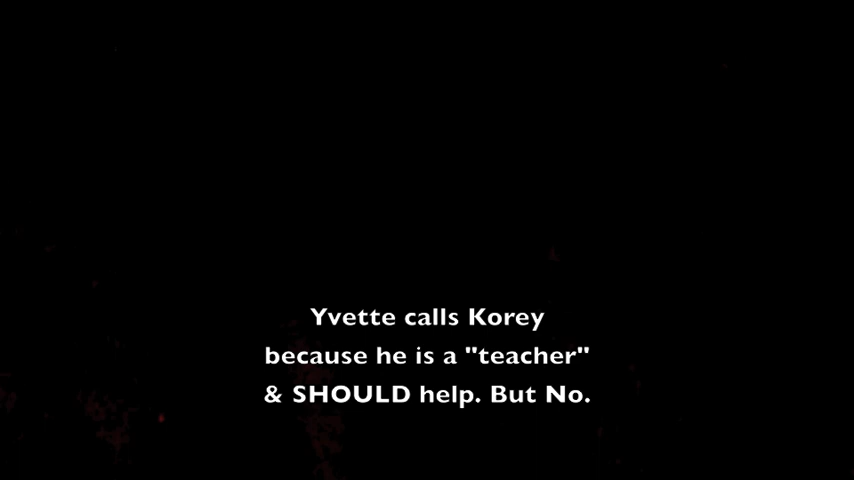 Yvette calls Korey
because he is a "teacher"
& SHOULD help. But No.